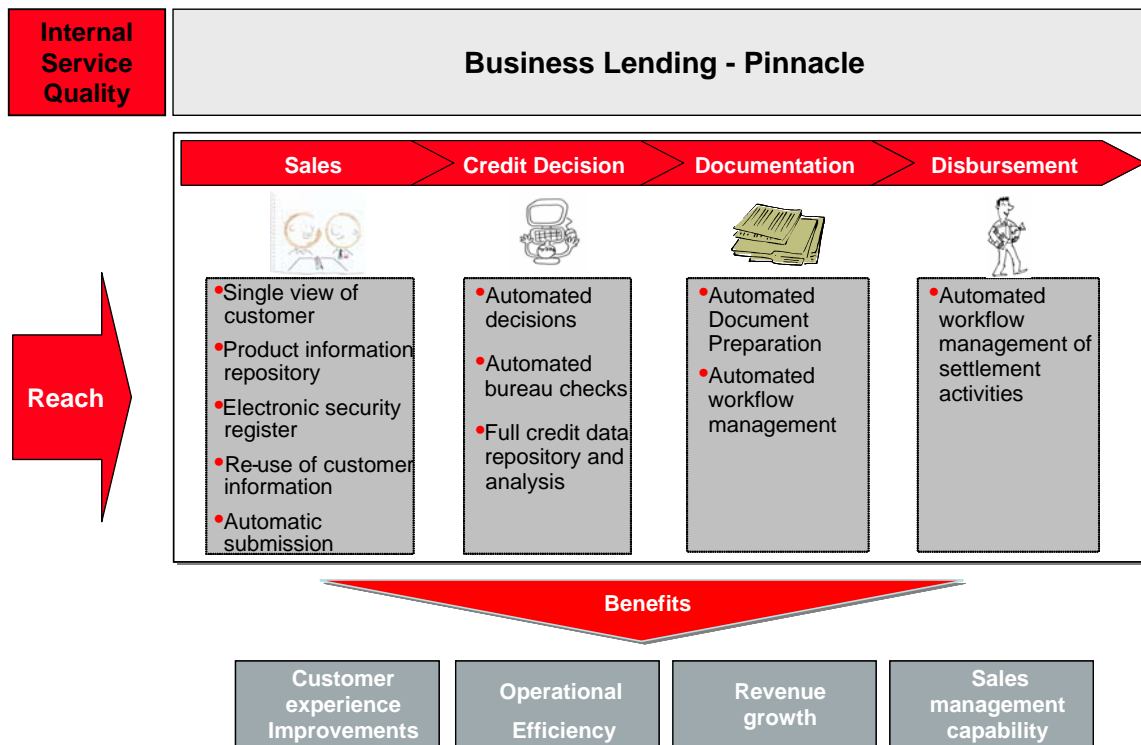 Internal
Service
Quality
Business Lending - Pinnacle
Sales
Credit Decision
Documentation
Disbursement
Reach
•Single view of
customer
•Product information
repository
•Electronic security
register
•Re-use of customer
information
•Automatic
submission
•Automated
decisions
•Automated
bureau checks
•Full credit data
repository and
analysis
•Automated
Document
Preparation
•Automated
workflow
management
•Automated
workflow
management of
settlement
activities
Benefits
Customer
experience
Improvements
Operational
Efficiency
Revenue
growth
Sales
management
capability